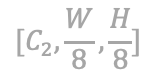 [C₂, W/8, H/8]